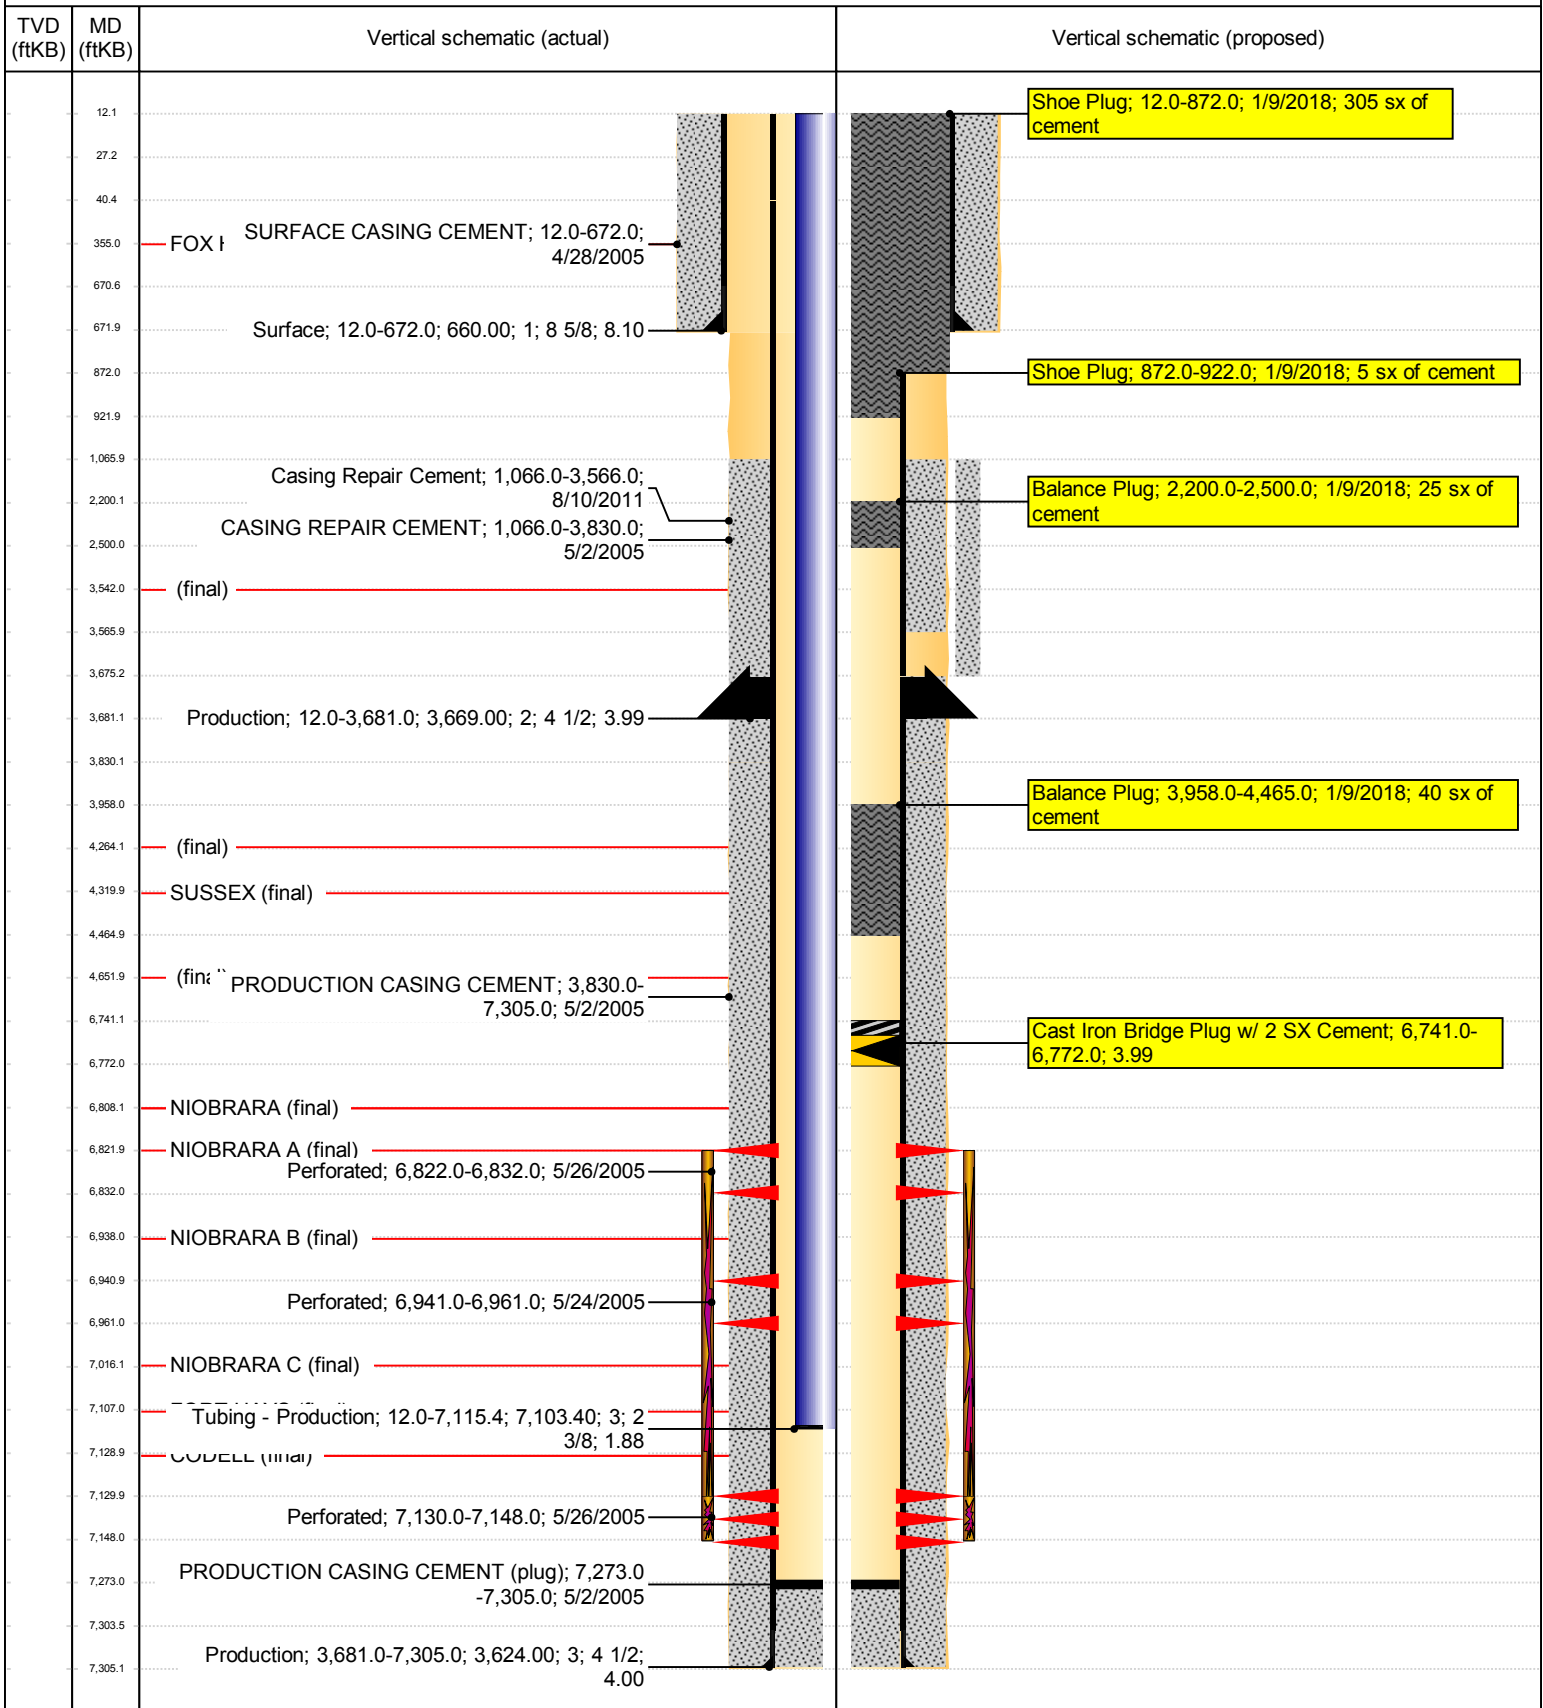 TVD (ftKB)
MD (ftKB)
Vertical schematic (actual)
Vertical schematic (proposed)
12.1
27.2
40.4
355.0
670.6
671.9
872.0
921.9
1,065.9
2,200.1
2,500.0
3,542.0
3,565.9
3,675.2
3,681.1
3,830.1
3,958.0
4,264.1
4,319.9
4,464.9
4,651.9
6,741.1
6,772.0
6,808.1
6,821.9
6,832.0
6,938.0
6,940.9
6,961.0
7,016.1
7,107.0
7,128.9
7,129.9
7,148.0
7,273.0
7,303.5
7,305.1
FOX
SURFACE CASING CEMENT; 12.0-672.0;
4/28/2005
Surface; 12.0-672.0; 660.00; 1; 8 5/8; 8.10
Casing Repair Cement; 1,066.0-3,566.0;
8/10/2011
CASING REPAIR CEMENT; 1,066.0-3,830.0;
5/2/2005
(final)
Production; 12.0-3,681.0; 3,669.00; 2; 4 1/2; 3.99
(final)
SUSSEX (final)
PRODUCTION CASING CEMENT; 3,830.0-
7,305.0; 5/2/2005
NIOBRARA (final)
NIOBRARA A (final)
Perforated; 6,822.0-6,832.0; 5/26/2005
NIOBRARA B (final)
Perforated; 6,941.0-6,961.0; 5/24/2005
NIOBRARA C (final)
Tubing - Production; 12.0-7,115.4; 7,103.40; 3; 2
3/8; 1.88
CODELL (final)
Perforated; 7,130.0-7,148.0; 5/26/2005
PRODUCTION CASING CEMENT (plug); 7,273.0
-7,305.0; 5/2/2005
Production; 3,681.0-7,305.0; 3,624.00; 3; 4 1/2;
4.00
Shoe Plug; 12.0-872.0; 1/9/2018; 305 sx of
cement
Shoe Plug; 872.0-922.0; 1/9/2018; 5 sx of cement
Balance Plug; 2,200.0-2,500.0; 1/9/2018; 25 sx of
cement
Balance Plug; 3,958.0-4,465.0; 1/9/2018; 40 sx of
cement
Cast Iron Bridge Plug w/ 2 SX Cement; 6,741.0-
6,772.0; 3.99